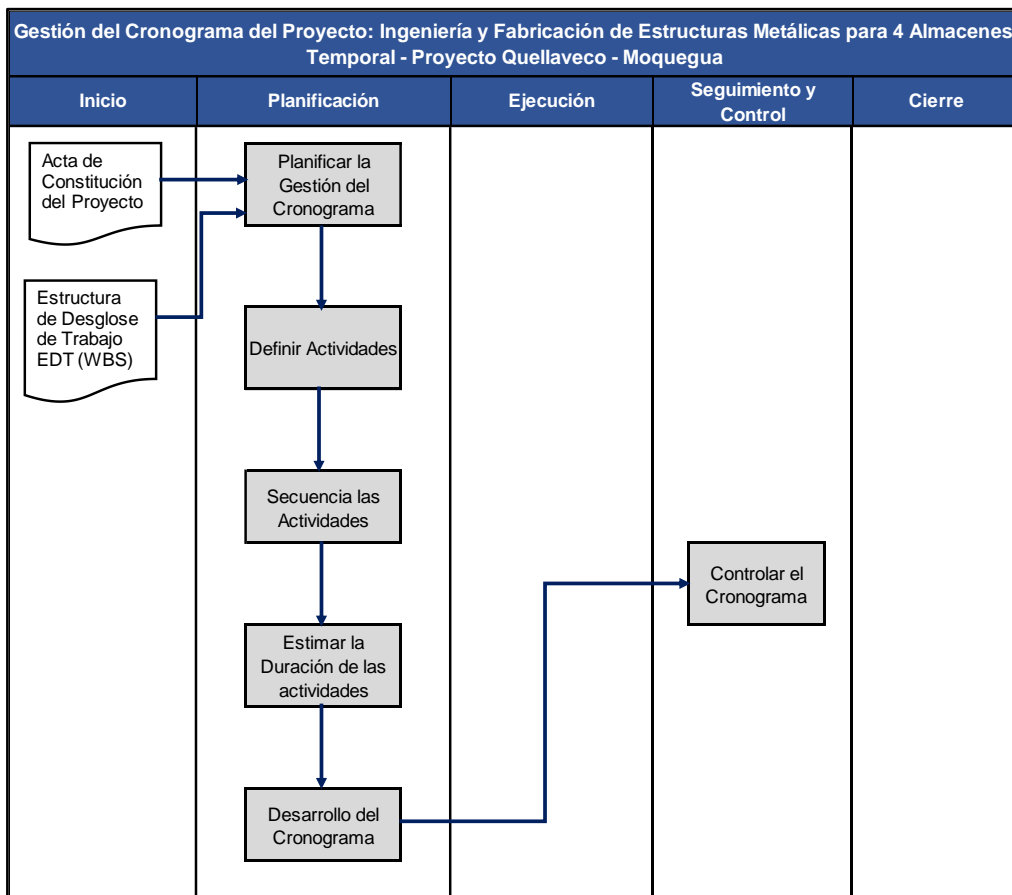 Gestión del Cronograma del Proyecto: Ingeniería y Fabricación de Estructuras Metálicas para 4 Almacenes
Temporal - Proyecto Quellaveco - Moquegua
Inicio
Planificación
Ejecución
Seguimiento y
Control
Cierre
Acta de
Constitución
del Proyecto
Planificar la
Gestión del
Cronograma
Estructura
de Desglose
de Trabajo
EDT (WBS)
Definir Actividades
Secuencia las
Actividades
Controlar el
Cronograma
Estimar la
Duración de las
actividades
Desarrollo del
Cronograma